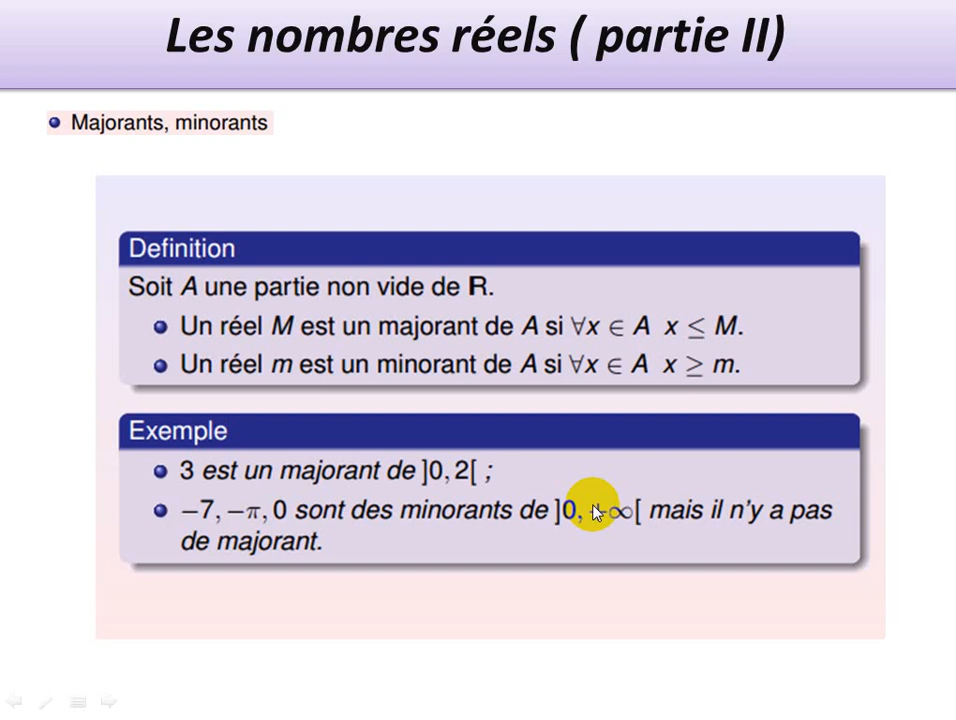 Les nombres réels ( partie II)
Majorants, minorants
Definition
Soit A une partie non vide de R.
Un réel M est un majorant de A si ∀x ∈ A x ≤ M.
Un réel m est un minorant de A si ∀x ∈ A x ≥ m.
Exemple
3 est un majorant de ]0, 2[ ;
−7, −π, 0 sont des minorants de ]0, +∞[ mais il n'y a pas
de majorant.